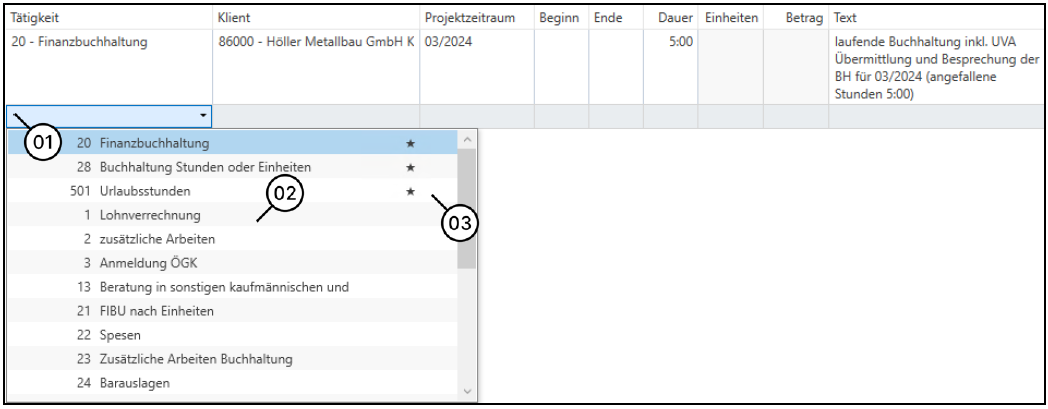 Tätigkeit Klient Projektzeitraum Beginn Ende Dauer Einheiten Betrag Text
20 - Finanzbuchhaltung 86000 - Höller Metallbau GmbH K 03/2024 5:00 laufende Buchhaltung inkl. UVA
Übermittlung und Besprechung der
BH für 03/2024 (angefallene
Stunden 5:00)
01
20 Finanzbuchhaltung ★
28 Buchhaltung Stunden oder Einheiten ★
501 Urlaubsstunden ★
02
1 Lohnverrechnung
03
2 zusätzliche Arbeiten
3 Anmeldung ÖGK
13 Beratung in sonstigen kaufmännischen und
21 FIBU nach Einheiten
22 Spesen
23 Zusätzliche Arbeiten Buchhaltung
24 Barauslagen